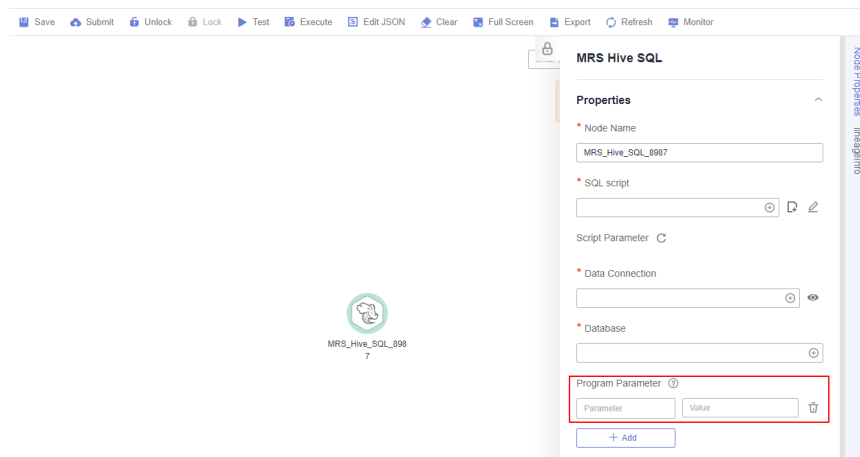 Save Submit Unlock Lock Test Execute Edit JSON Clear Full Screen Export Refresh Monitor
MRS Hive SQL
Properties
* Node Name
MRS_Hive_SQL_8987
* SQL script
Script Parameter
* Data Connection
* Database
Program Parameter ?
Parameter Value
+ Add
MRS_Hive_SQL_898
7
Node Properties
lineageInfo